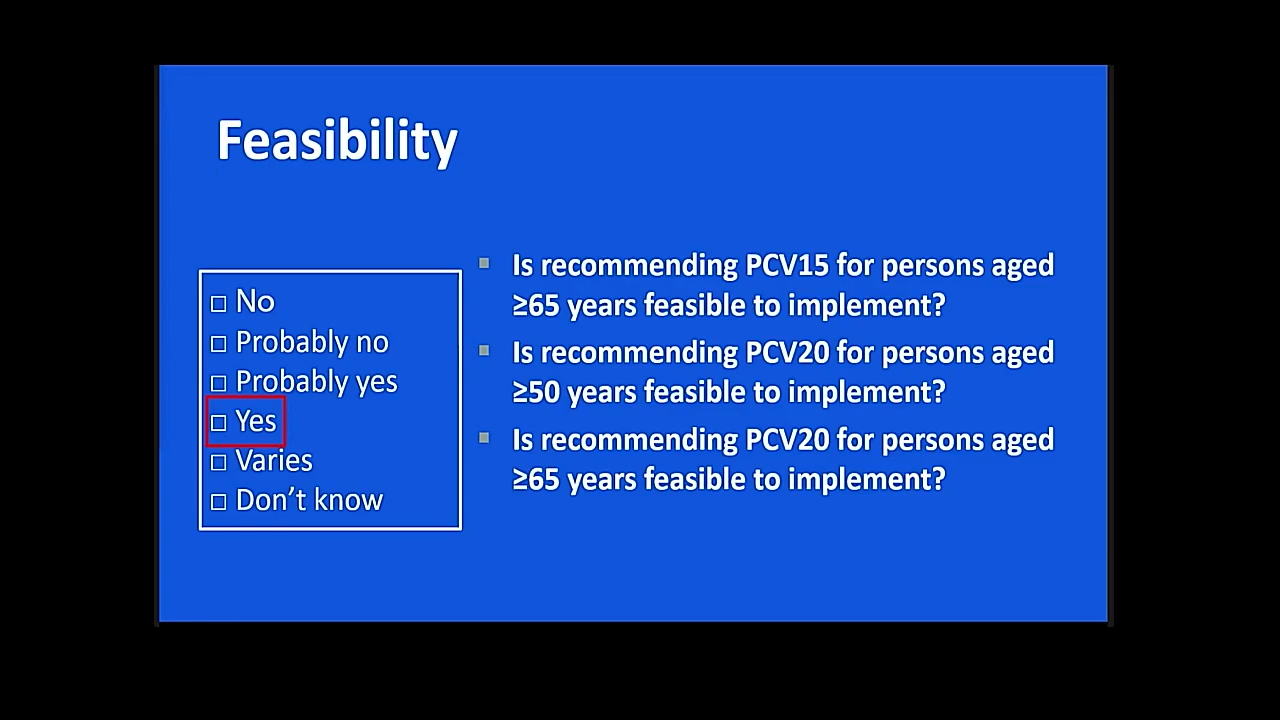 Feasibility
□ No
□ Probably no
□ Probably yes
□ Yes
□ Varies
□ Don’t know
▪ Is recommending PCV15 for persons aged
≥65 years feasible to implement?
▪ Is recommending PCV20 for persons aged
≥50 years feasible to implement?
▪ Is recommending PCV20 for persons aged
≥65 years feasible to implement?